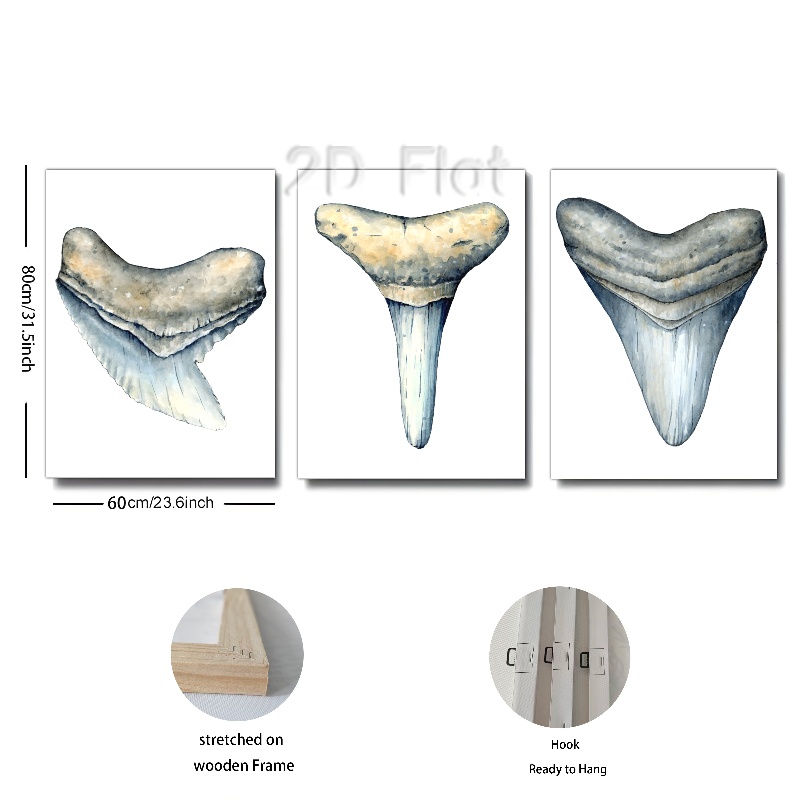 2D Flat
80cm/31.5inch
60cm/23.6inch
stretched on
wooden Frame
Hook
Ready to Hang